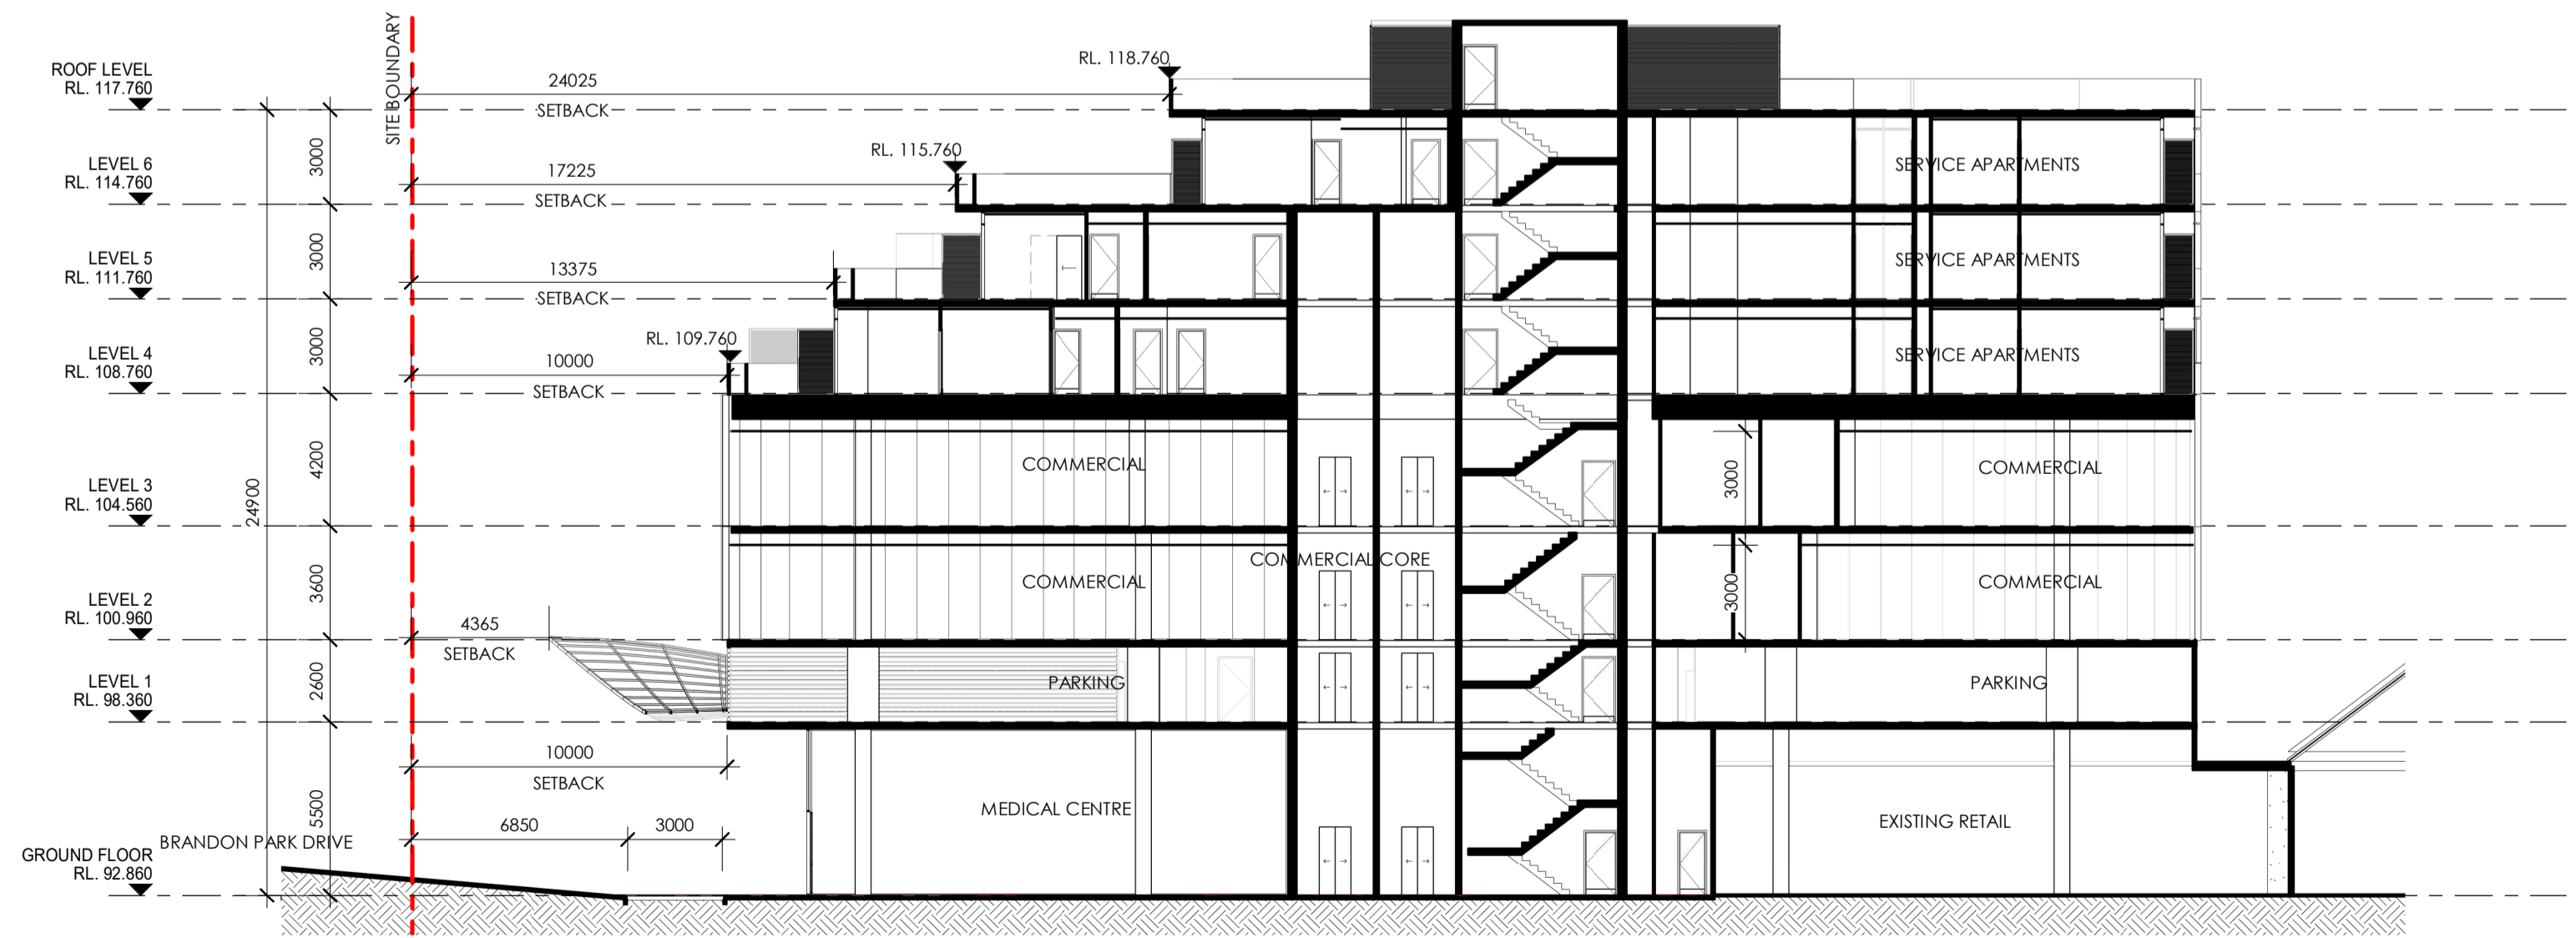 ROOF LEVEL
RL. 117.760
SITE BOUNDARY
24025
SETBACK
RL. 118.760
LEVEL 6
RL. 114.760
3000
17225
SETBACK
RL. 115.760
SERVICE APARTMENTS
LEVEL 5
RL. 111.760
3000
13375
SETBACK
SERVICE APARTMENTS
LEVEL 4
RL. 108.760
3000
10000
SETBACK
RL. 109.760
SERVICE APARTMENTS
LEVEL 3
RL. 104.560
24900
4200
COMMERCIAL
3000
COMMERCIAL
LEVEL 2
RL. 100.960
3600
COMMERCIAL
COMMERCIAL CORE
3000
COMMERCIAL
4365
SETBACK
LEVEL 1
RL. 98.360
2600
PARKING
PARKING
10000
SETBACK
5500
6850
3000
MEDICAL CENTRE
EXISTING RETAIL
BRANDON PARK DRIVE
GROUND FLOOR
RL. 92.860